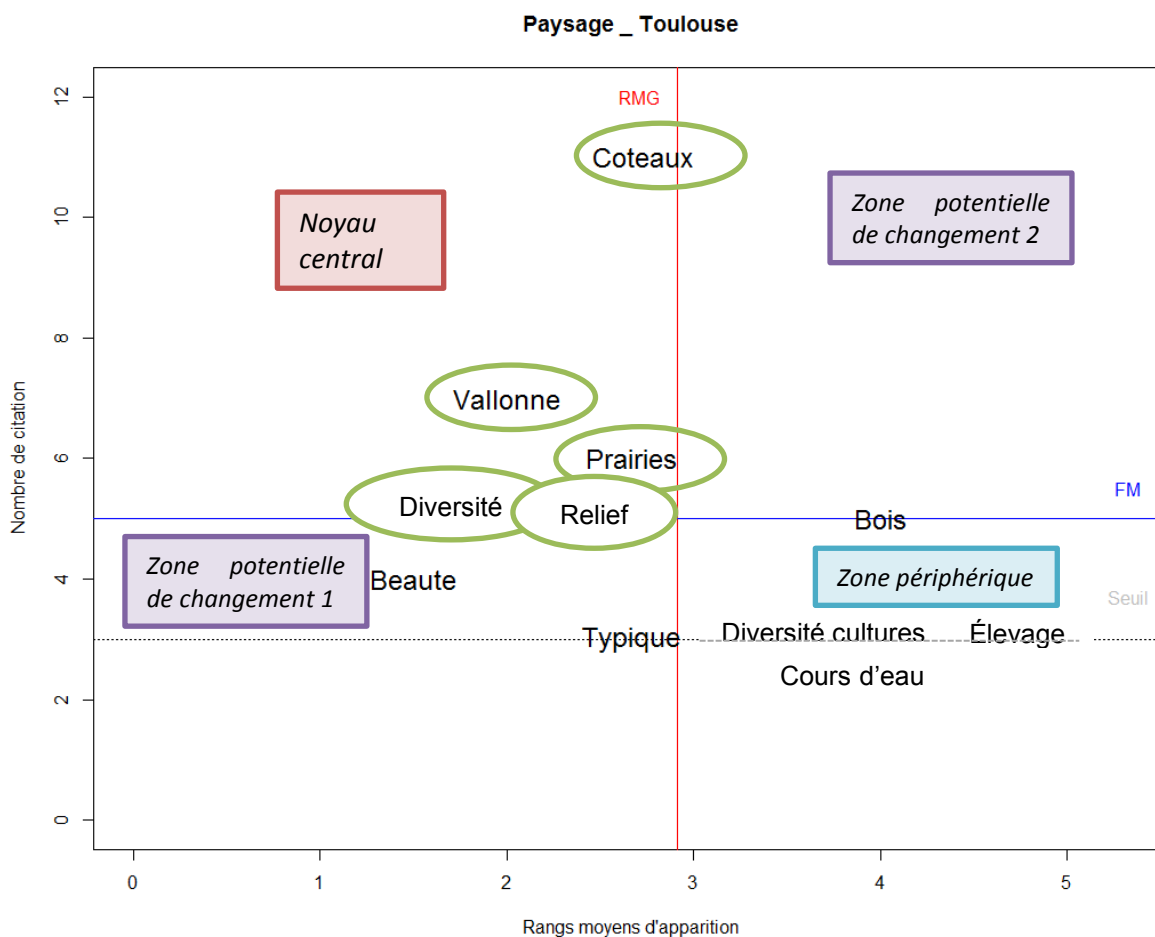 Paysage _ Toulouse
12
10
8
6
4
2
0
Nombre de citation
RMG
Coteaux
Noyau
central
Zone potentielle
de changement 2
Vallonne
Prairies
Diversité
Relief
FM
Bois
Zone potentielle
de changement 1
Beaute
Zone périphérique
Seuil
Typique
Diversité cultures
Élevage
Cours d'eau
0 1 2 3 4 5
Rangs moyens d'apparition